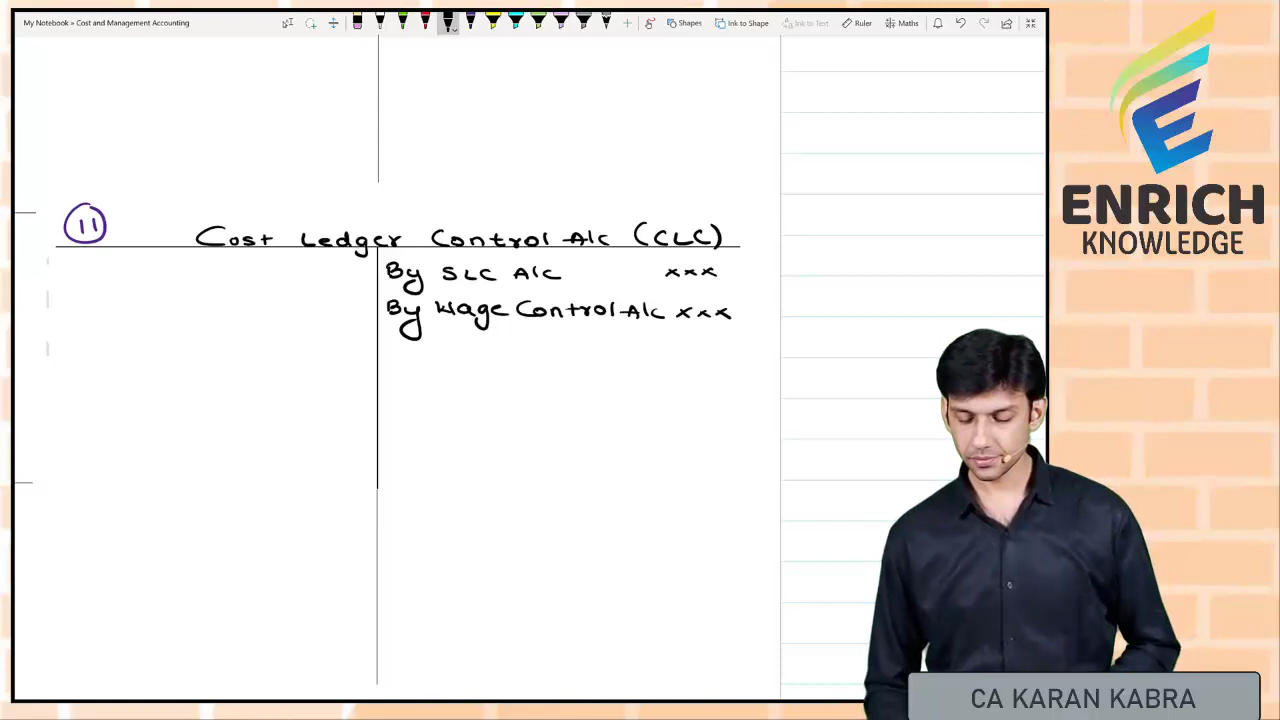 My Notebook » Cost and Management Accounting
Shapes
Ink to Shape
Ink to Text
Ruler
Maths
11
Cost Ledger Control A/c (CLC)
By SLC A/c xxx
By Wage Control A/c xxx
E
ENRICH
KNOWLEDGE
CA KARAN KABRA